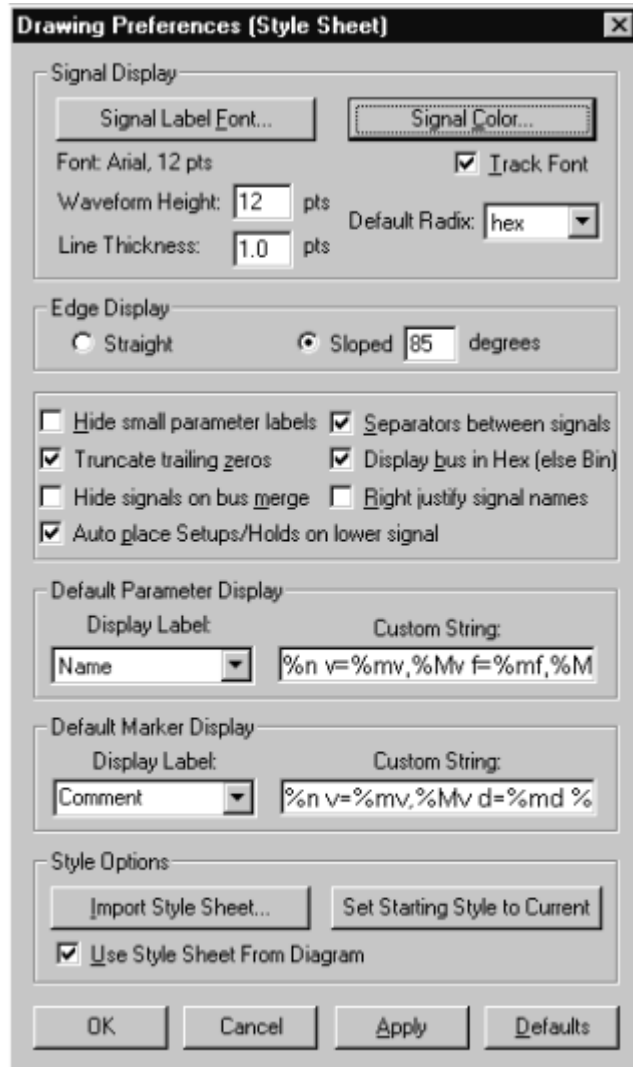 Drawing Preferences (Style Sheet)
Signal Display
Signal Label Font... Signal Color...
Font: Arial, 12 pts Track Font
Waveform Height: 12 pts
Default Radix: hex
Line Thickness: 1.0 pts
Edge Display
Straight Sloped 85 degrees
Hide small parameter labels Separators between signals
Truncate trailing zeros Display bus in Hex (else Bin)
Hide signals on bus merge Right justify signal names
Auto place Setups/Holds on lower signal
Default Parameter Display
Display Label: Custom String:
Name %n v=%mv,%Mv f=%mf,%M
Default Marker Display
Display Label: Custom String:
Comment %n v=%mv,%Mv d=%md %
Style Options
Import Style Sheet... Set Starting Style to Current
Use Style Sheet From Diagram
OK Cancel Apply Defaults